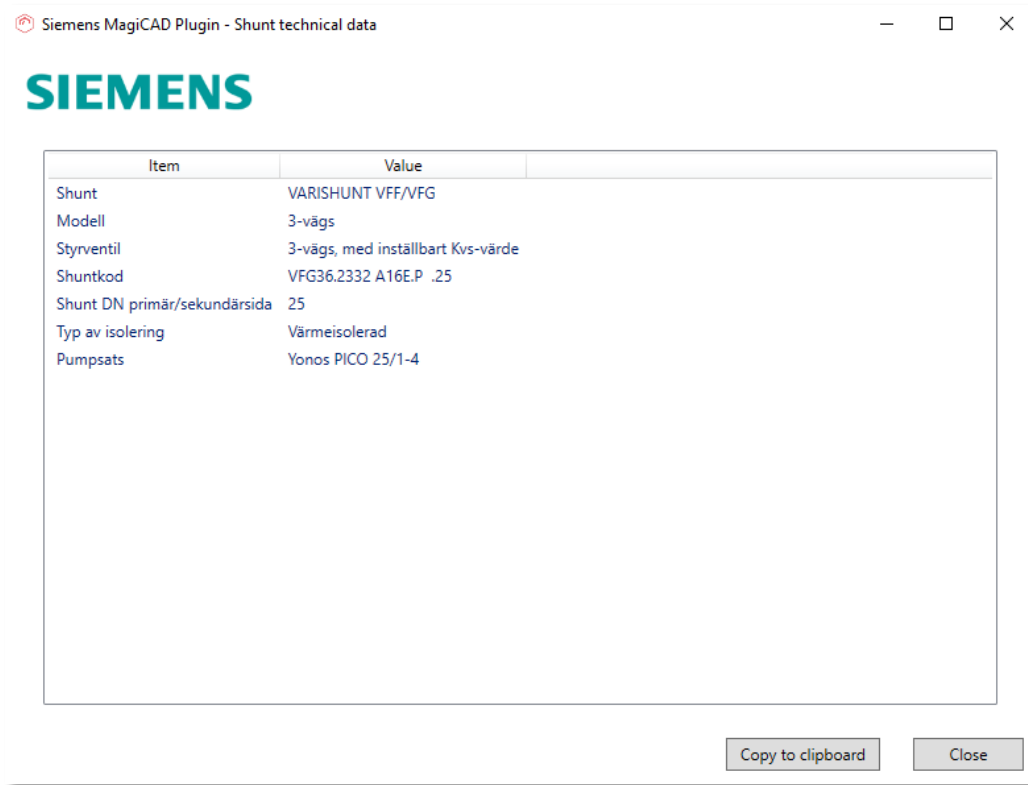 Siemens MagiCAD Plugin - Shunt technical data
SIEMENS
Item Value
Shunt VARISHUNT VFF/VFG
Modell 3-vägs
Styrventil 3-vägs, med inställbart Kvs-värde
Shuntkod VFG36.2332 A16E.P  .25
Shunt DN primär/sekundärsida 25
Typ av isolering Värmeisolerad
Pumpsats Yonos PICO 25/1-4
Copy to clipboard Close